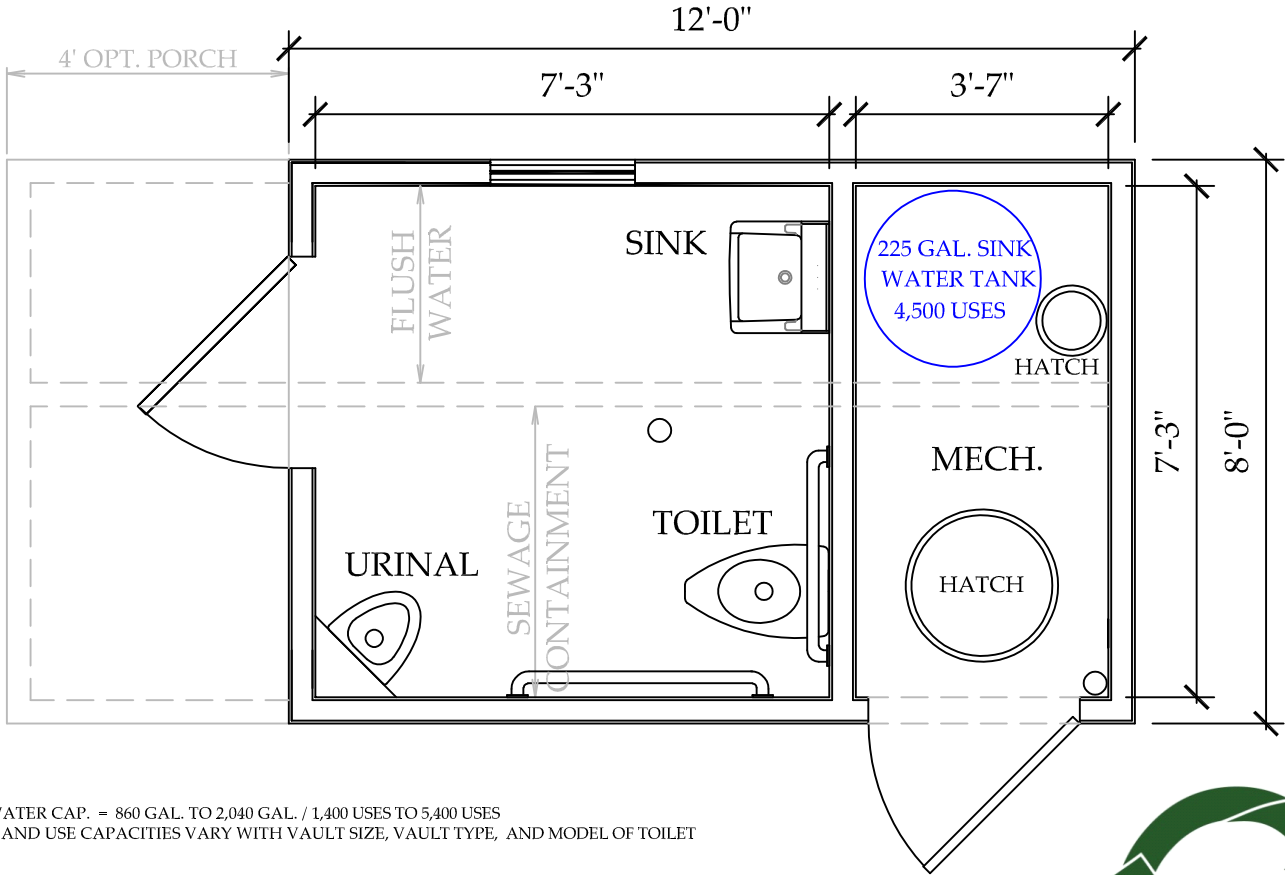 12'-0"
4' OPT. PORCH
7'-3"
3'-7"
FLUSH
WATER
SINK
225 GAL. SINK
WATER TANK
4,500 USES
HATCH
7'-3"
8'-0"
MECH.
SEWAGE
CONTAINMENT
TOILET
URINAL
HATCH
WATER CAP. = 860 GAL. TO 2,040 GAL. / 1,400 USES TO 5,400 USES
AND USE CAPACITIES VARY WITH VAULT SIZE, VAULT TYPE, AND MODEL OF TOILET